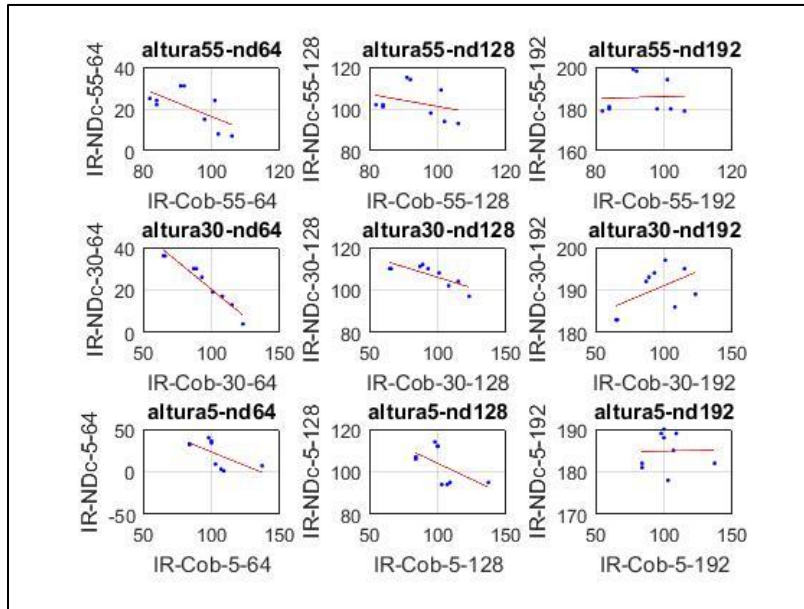 altura55-nd64
IR-NDc-55-64
40
20
0
80
100
120
IR-Cob-55-64
altura55-nd128
IR-NDc-55-128
120
100
80
80
100
120
IR-Cob-55-128
altura55-nd192
IR-NDc-55-192
200
180
160
80
100
120
IR-Cob-55-192
altura30-nd64
IR-NDc-30-64
40
20
0
50
100
150
IR-Cob-30-64
altura30-nd128
IR-NDc-30-128
120
100
80
50
100
150
IR-Cob-30-128
altura30-nd192
IR-NDc-30-192
200
190
180
50
100
150
IR-Cob-30-192
altura5-nd64
IR-NDc-5-64
50
0
-50
50
100
150
IR-Cob-5-64
altura5-nd128
IR-NDc-5-128
120
100
80
50
100
150
IR-Cob-5-128
altura5-nd192
IR-NDc-5-192
190
180
170
50
100
150
IR-Cob-5-192